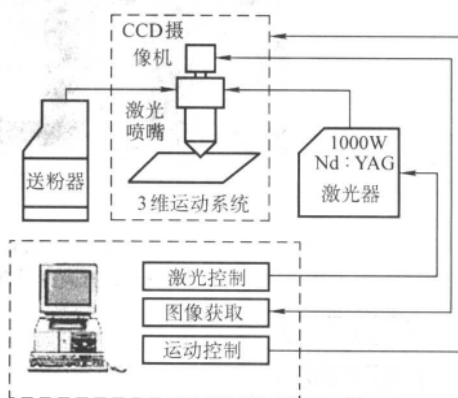 CCD摄
像机
激光
喷嘴
送粉器
3维运动系统
1000W
Nd：YAG
激光器
激光控制
图像获取
运动控制